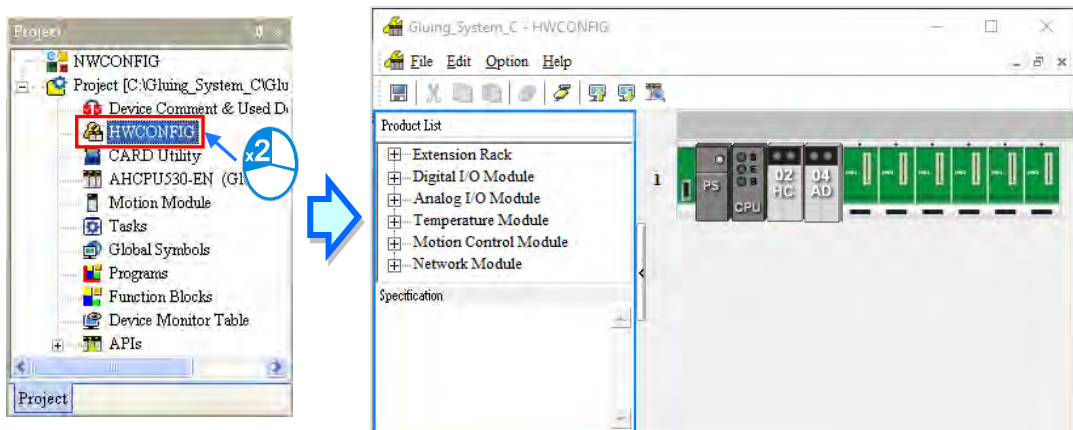 Project
NWCONFIG
Project [C:\Gluing_System_C\Glu
Device Comment & Used D
HWCONFIG
CARD Utility
AHCPU530-EN (Gl
Motion Module
Tasks
Global Symbols
Programs
Function Blocks
Device Monitor Table
APIs
Project
x2
Gluing_System_C - HWCONFIG
File Edit Option Help
Product List
Extension Rack
Digital I/O Module
Analog I/O Module
Temperature Module
Motion Control Module
Network Module
Specification
1
PS
CPU
02
HC
04
AD